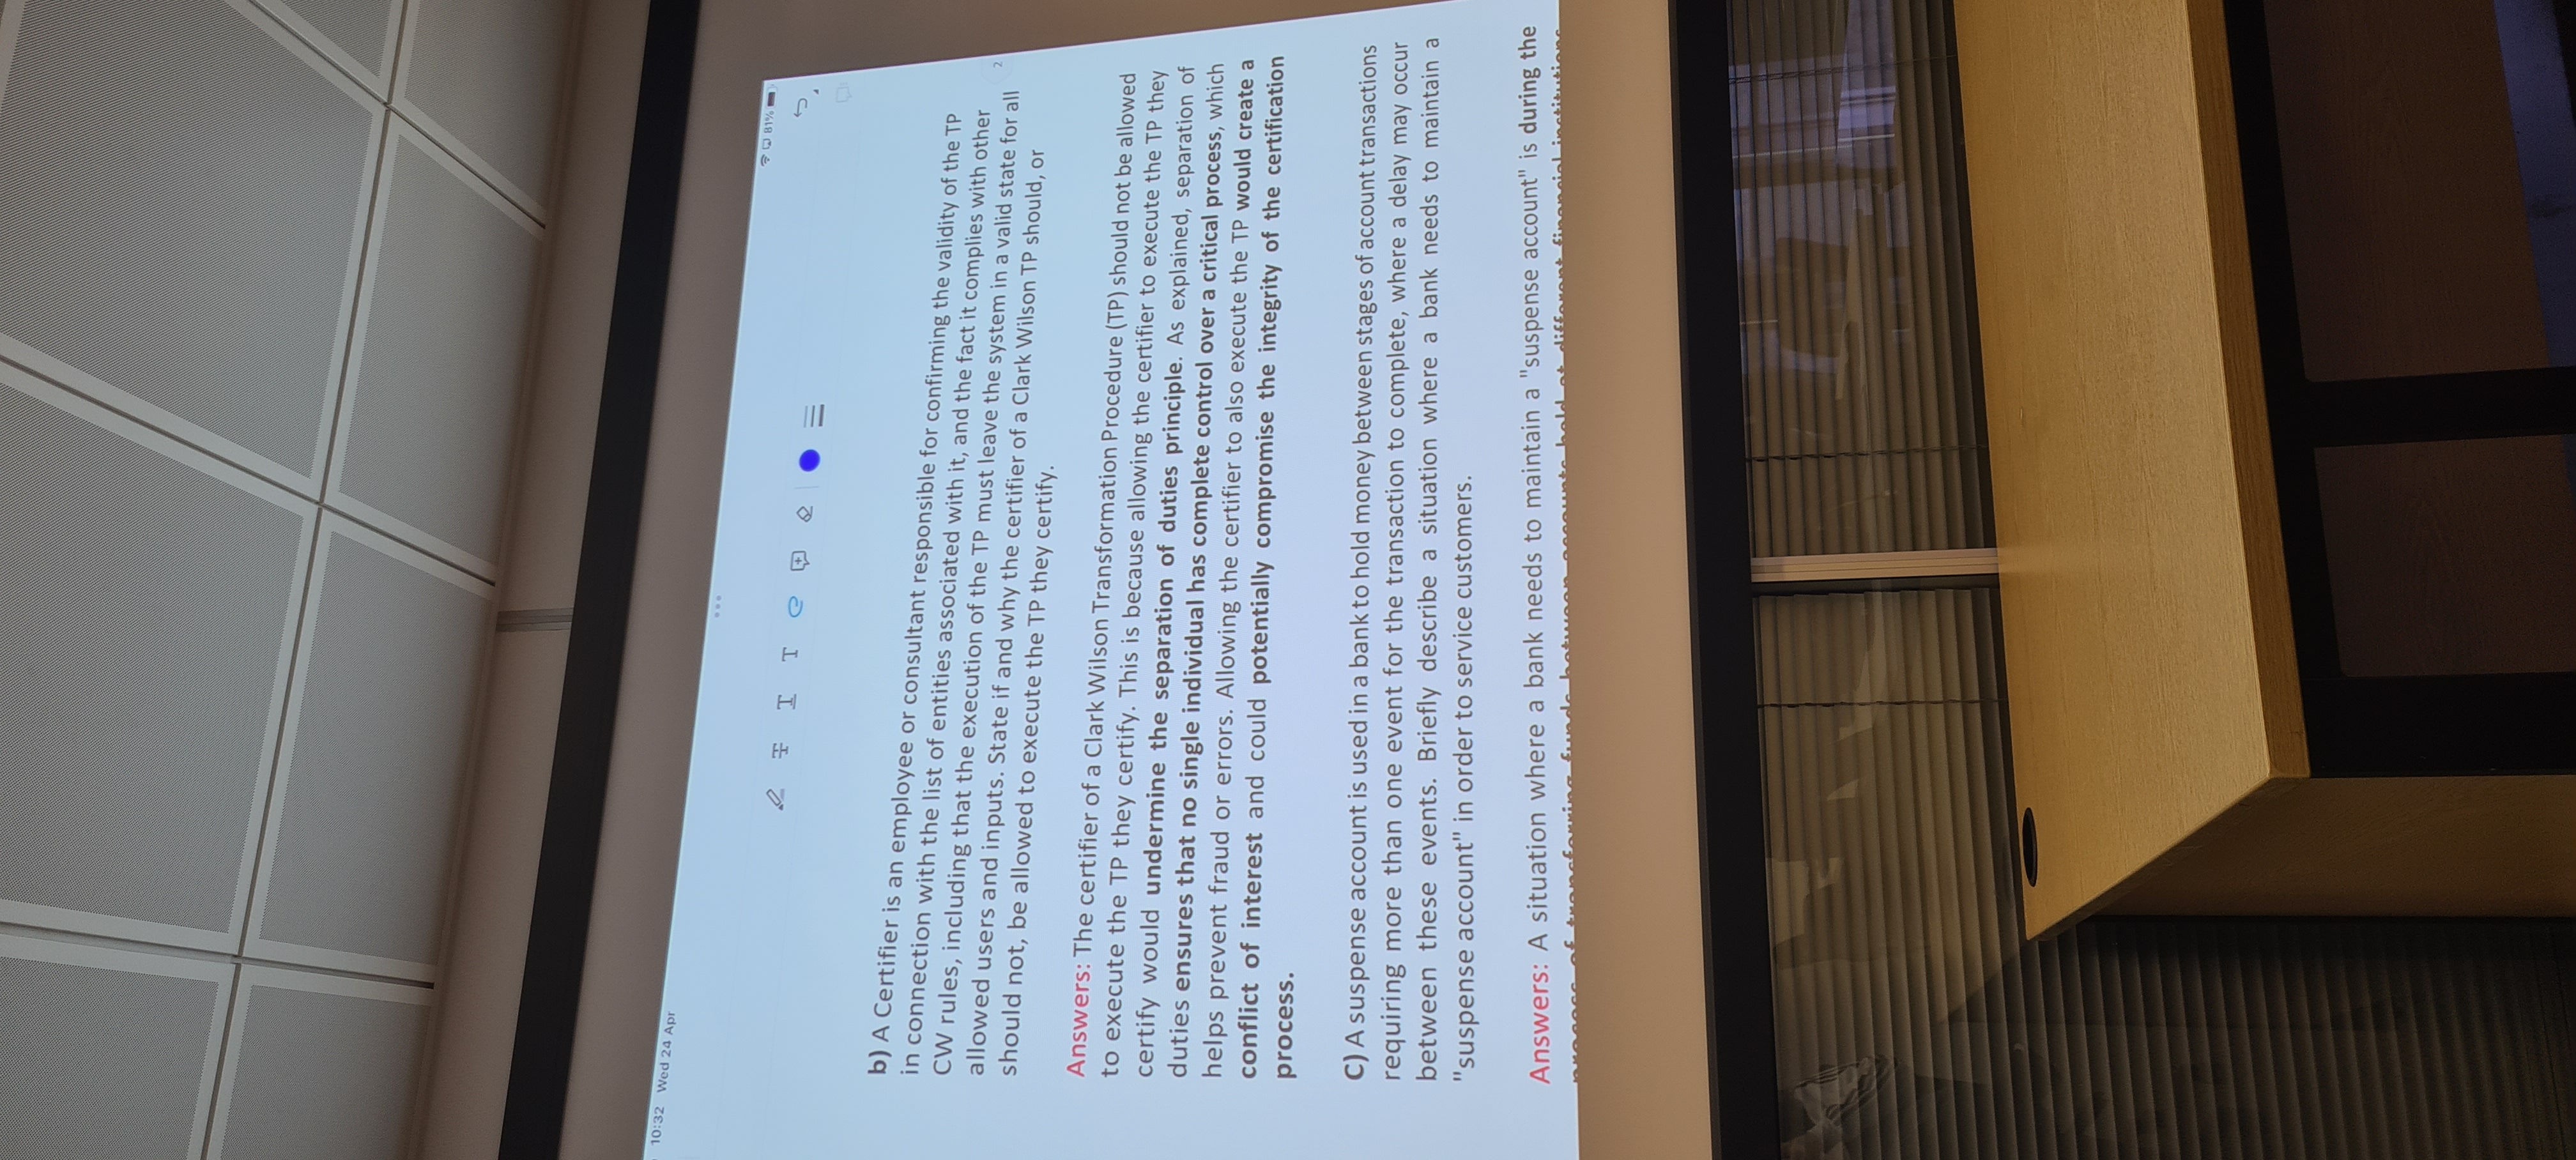 10:32 Wed 24 Apr
81%
T T T
b) A Certifier is an employee or consultant responsible for confirming the validity of the TP
in connection with the list of entities associated with it, and the fact it complies with other
CW rules, including that the execution of the TP must leave the system in a valid state for all
allowed users and inputs. State if and why the certifier of a Clark Wilson TP should, or
should not, be allowed to execute the TP they certify.
2
Answers: The certifier of a Clark Wilson Transformation Procedure (TP) should not be allowed
to execute the TP they certify. This is because allowing the certifier to execute the TP they
certify would undermine the separation of duties principle. As explained, separation of
duties ensures that no single individual has complete control over a critical process, which
helps prevent fraud or errors. Allowing the certifier to also execute the TP would create a
conflict of interest and could potentially compromise the integrity of the certification
process.
C) A suspense account is used in a bank to hold money between stages of account transactions
requiring more than one event for the transaction to complete, where a delay may occur
between these events. Briefly describe a situation where a bank needs to maintain a
"suspense account" in order to service customers.
Answers: A situation where a bank needs to maintain a "suspense account" is during the
process of transferring funds between accounts held at different financial institutions